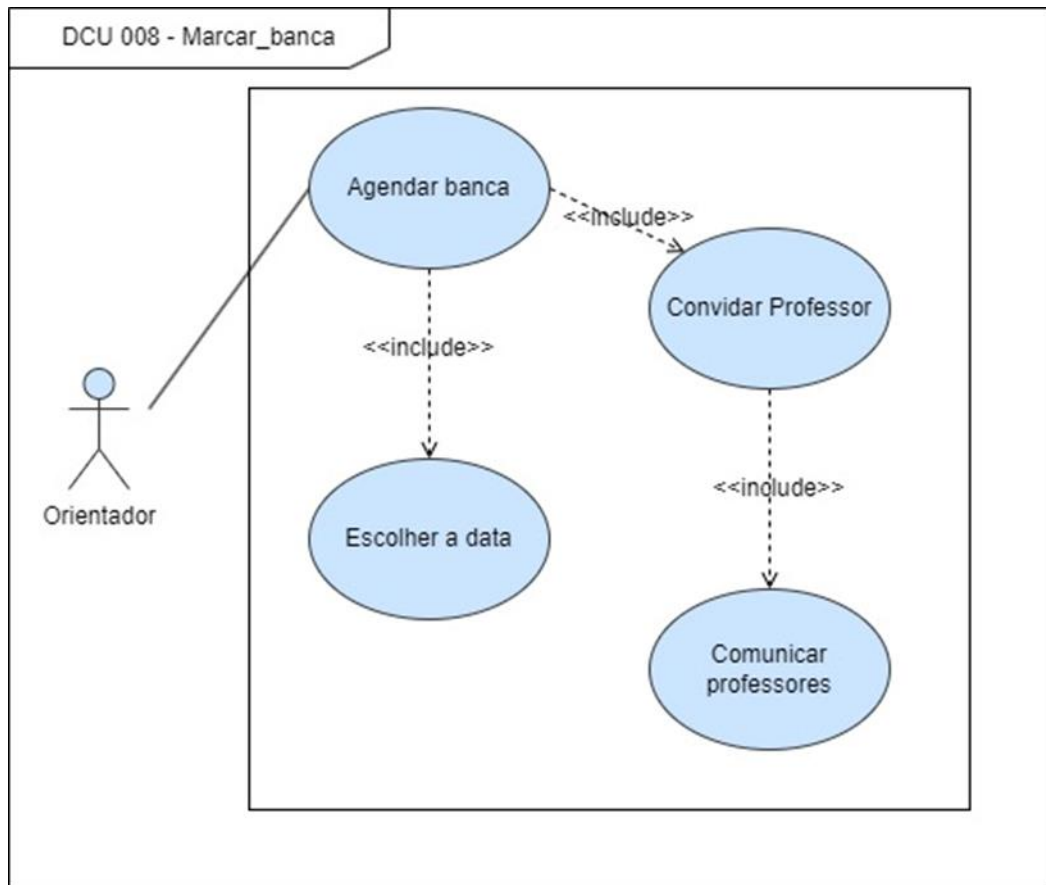 DCU 008 - Marcar_banca
Agendar banca
<<include>>
Convidar Professor
<<include>>
Orientador
Escolher a data
<<include>>
Comunicar
professores